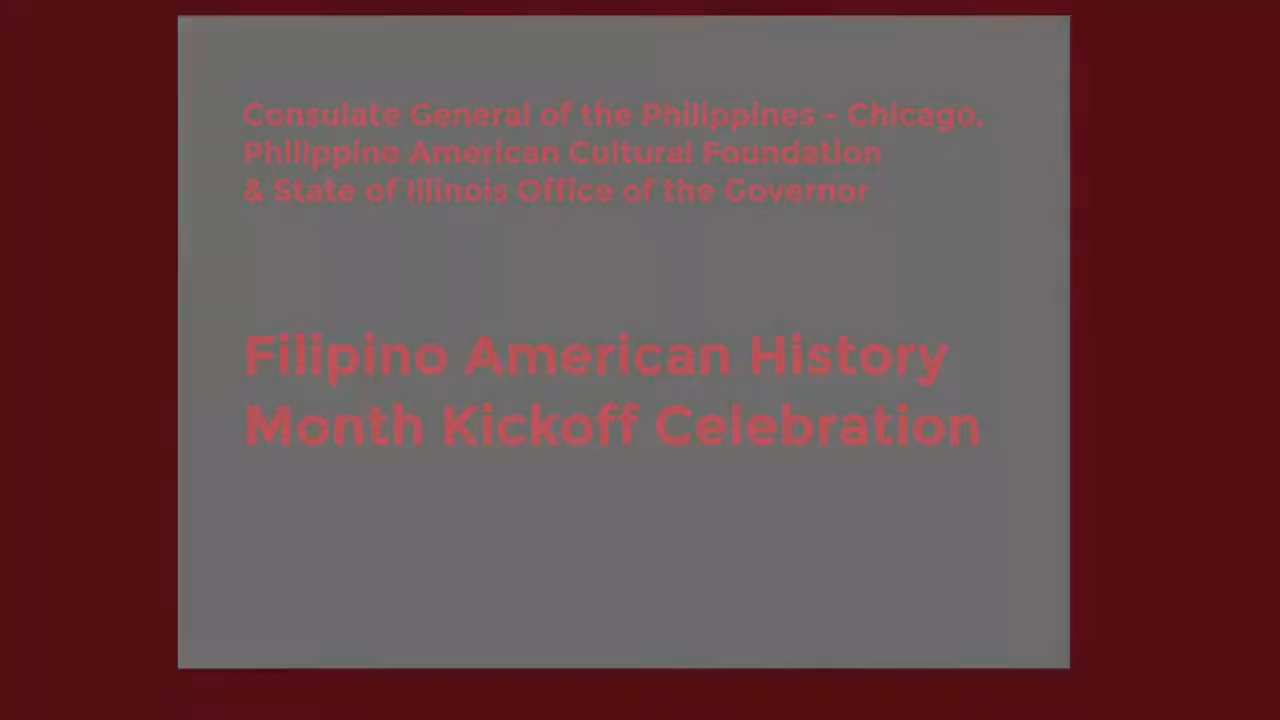 Consulate General of the Philippines – Chicago,
Philippine American Cultural Foundation
& State of Illinois Office of the Governor
Filipino American History
Month Kickoff Celebration